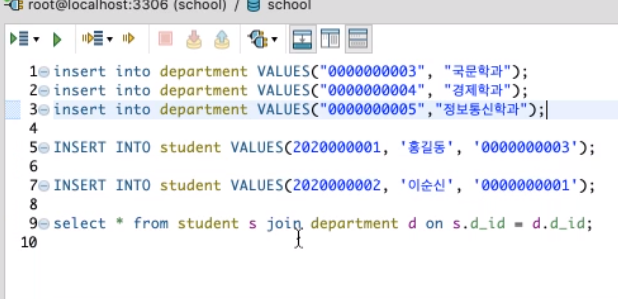 root@localhost:3306 (school) / school
1 insert into department VALUES("0000000003", "국문학과");
2 insert into department VALUES("0000000004", "경제학과");
3 insert into department VALUES("0000000005","정보통신학과");
4
5 INSERT INTO student VALUES(2020000001, '홍길동', '0000000003');
6
7 INSERT INTO student VALUES(2020000002, '이순신', '0000000001');
8
9 select * from student s join department d on s.d_id = d.d_id;
10